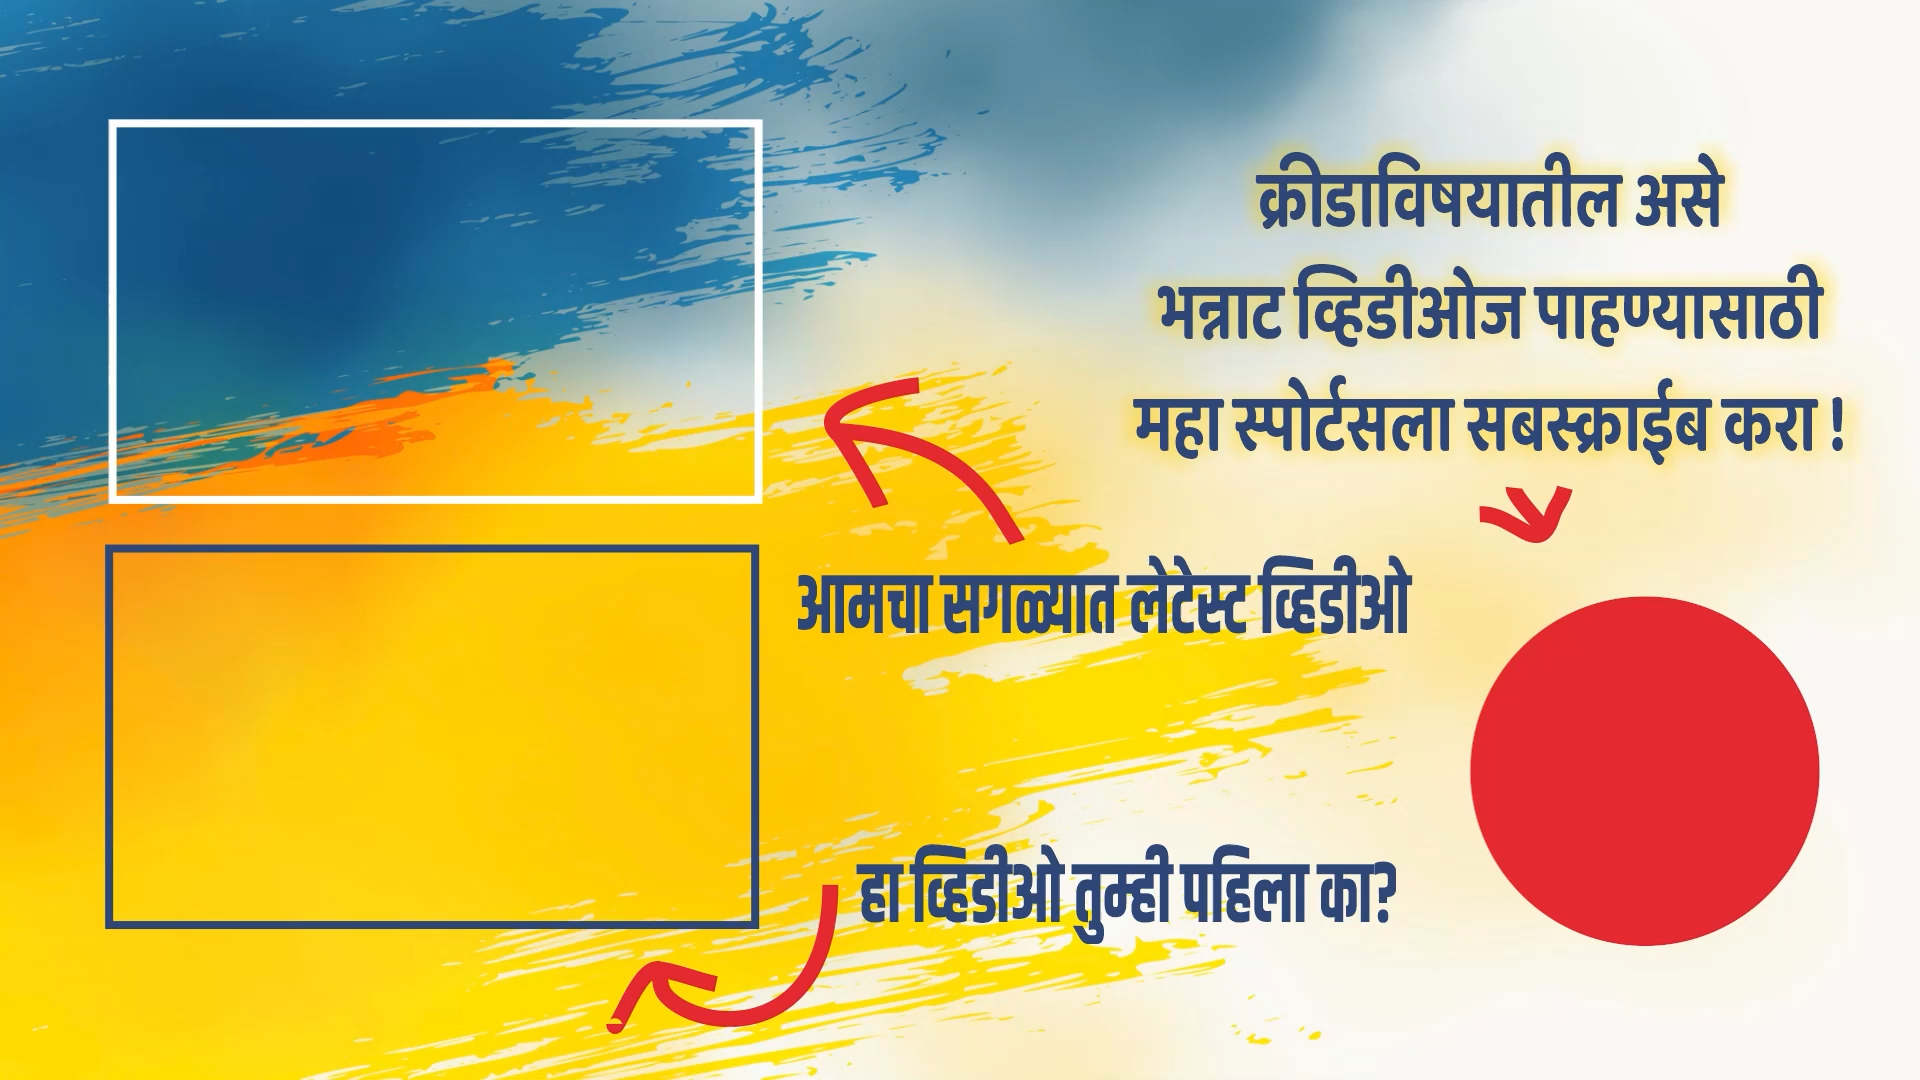 क्रीडाविषयातील असे
भन्नाट व्हिडीओज पाहण्यासाठी
महा स्पोर्टसला सबस्क्राईब करा !
आमचा सगळ्यात लेटेस्ट व्हिडीओ
हा व्हिडीओ तुम्ही पहिला का?